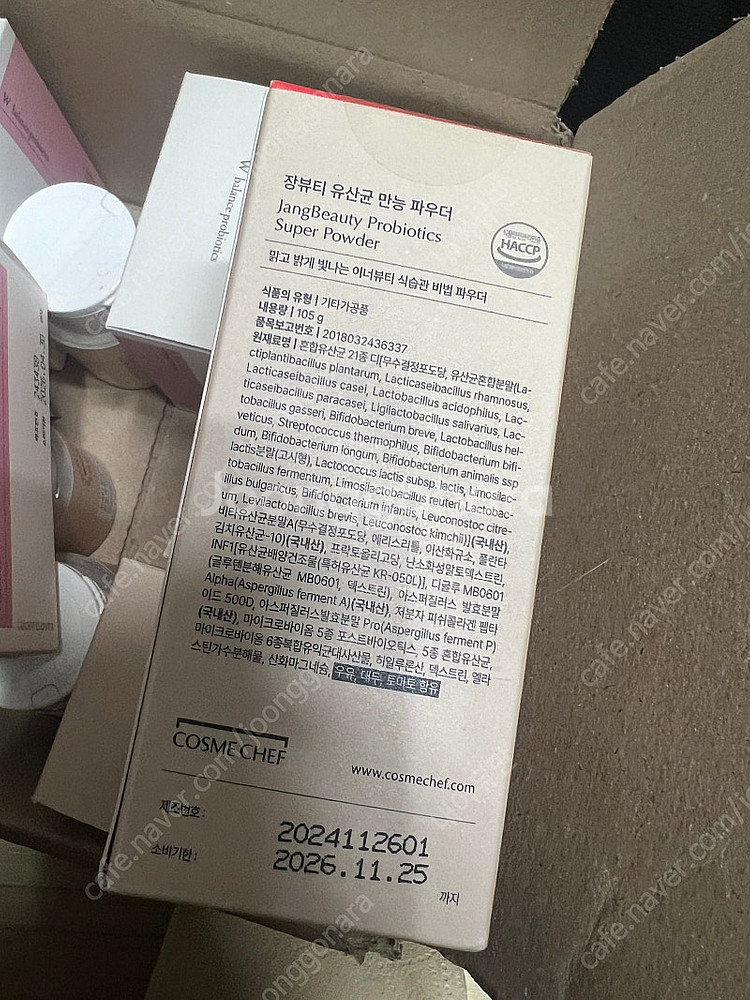 장뷰티 유산균 만능 파우더
JangBeauty Probiotics
Super Powder
HACCP
맑고 밝게 빛나는 이너뷰티 식습관 비법 파우더
식품의 유형 | 기타가공품
내용량 | 105 g
품목보고번호 | 2018032436337
원재료명 | 혼합유산균 21종 디[무수결정포도당, 유산균혼합분말(La-
ctiplantibacillus plantarum, Lacticaseibacillus rhamnosus,
Lacticaseibacillus casei, Lactobacillus acidophilus, Lac-
ticaseibacillus paracasei, Ligilactobacillus salivarius, Lac-
tobacillus gasseri, Bifidobacterium breve, Lactobacillus hel-
veticus, Streptococcus thermophilus, Bifidobacterium bifi-
dum, Bifidobacterium longum, Bifidobacterium animalis ssp
lactis분말(고시형), Lactococcus lactis subsp. lactis, Limosilac-
tobacillus fermentum, Limosilactobacillus reuteri, Lactobac-
illus bulgaricus, Bifidobacterium infantis, Leuconostoc citre-
um, Levilactobacillus brevis, Leuconostoc kimchii)](국내산),
비타유산균분말A(무수결정포도당, 에리스리톨, 이산화규소, 플란타
김치유산균-10)(국내산), 프락토올리고당, 난소화성말토덱스트린,
INF1[유산균배양건조물(특허유산균 KR-050L)], 디글루 MB0601
(글루텐분해유산균 MB0601, 덱스트린), 아스퍼질러스 발효분말
Alpha(Aspergillus ferment A)(국내산), 저분자 피쉬콜라겐 펩타
이드 500D, 아스퍼질러스발효분말 Pro(Aspergillus ferment P)
(국내산), 마이크로바이옴 5종 포스트바이오틱스, 5종 혼합유산균,
마이크로바이옴 6종복합유익균대사산물, 히알루론산, 덱스트린, 엘라
스틴가수분해물, 산화마그네슘 우유, 대두, 토마토 함유
COSME CHEF
www.cosmechef.com
제조번호 :
2024112601
소비기한 :
2026.11.25
까지
W balance probiotics
W balance probiotics
cafe.naver.com/joonggonara